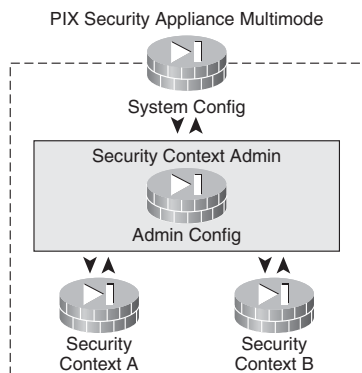 PIX Security Appliance Multimode
System Config
Security Context Admin
Admin Config
Security
Context A
Security
Context B